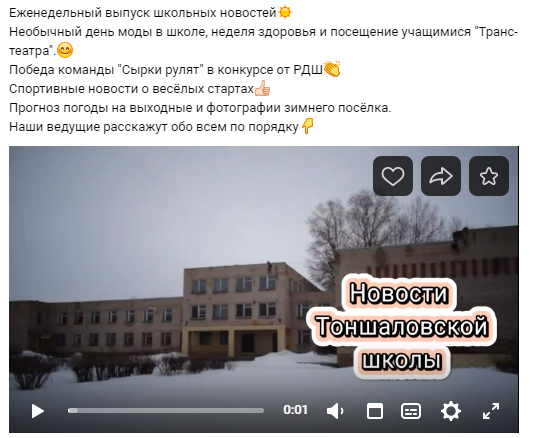 Еженедельный выпуск школьных новостей🌞
Необычный день моды в школе, неделя здоровья и посещение учащимися "Транс-
театра".😊
Победа команды "Сырки рулят" в конкурсе от РДШ👏
Спортивные новости о весёлых стартах👍
Прогноз погоды на выходные и фотографии зимнего посёлка.
Наши ведущие расскажут обо всем по порядку👇
Новости
Тоншаловской
школы
0:01